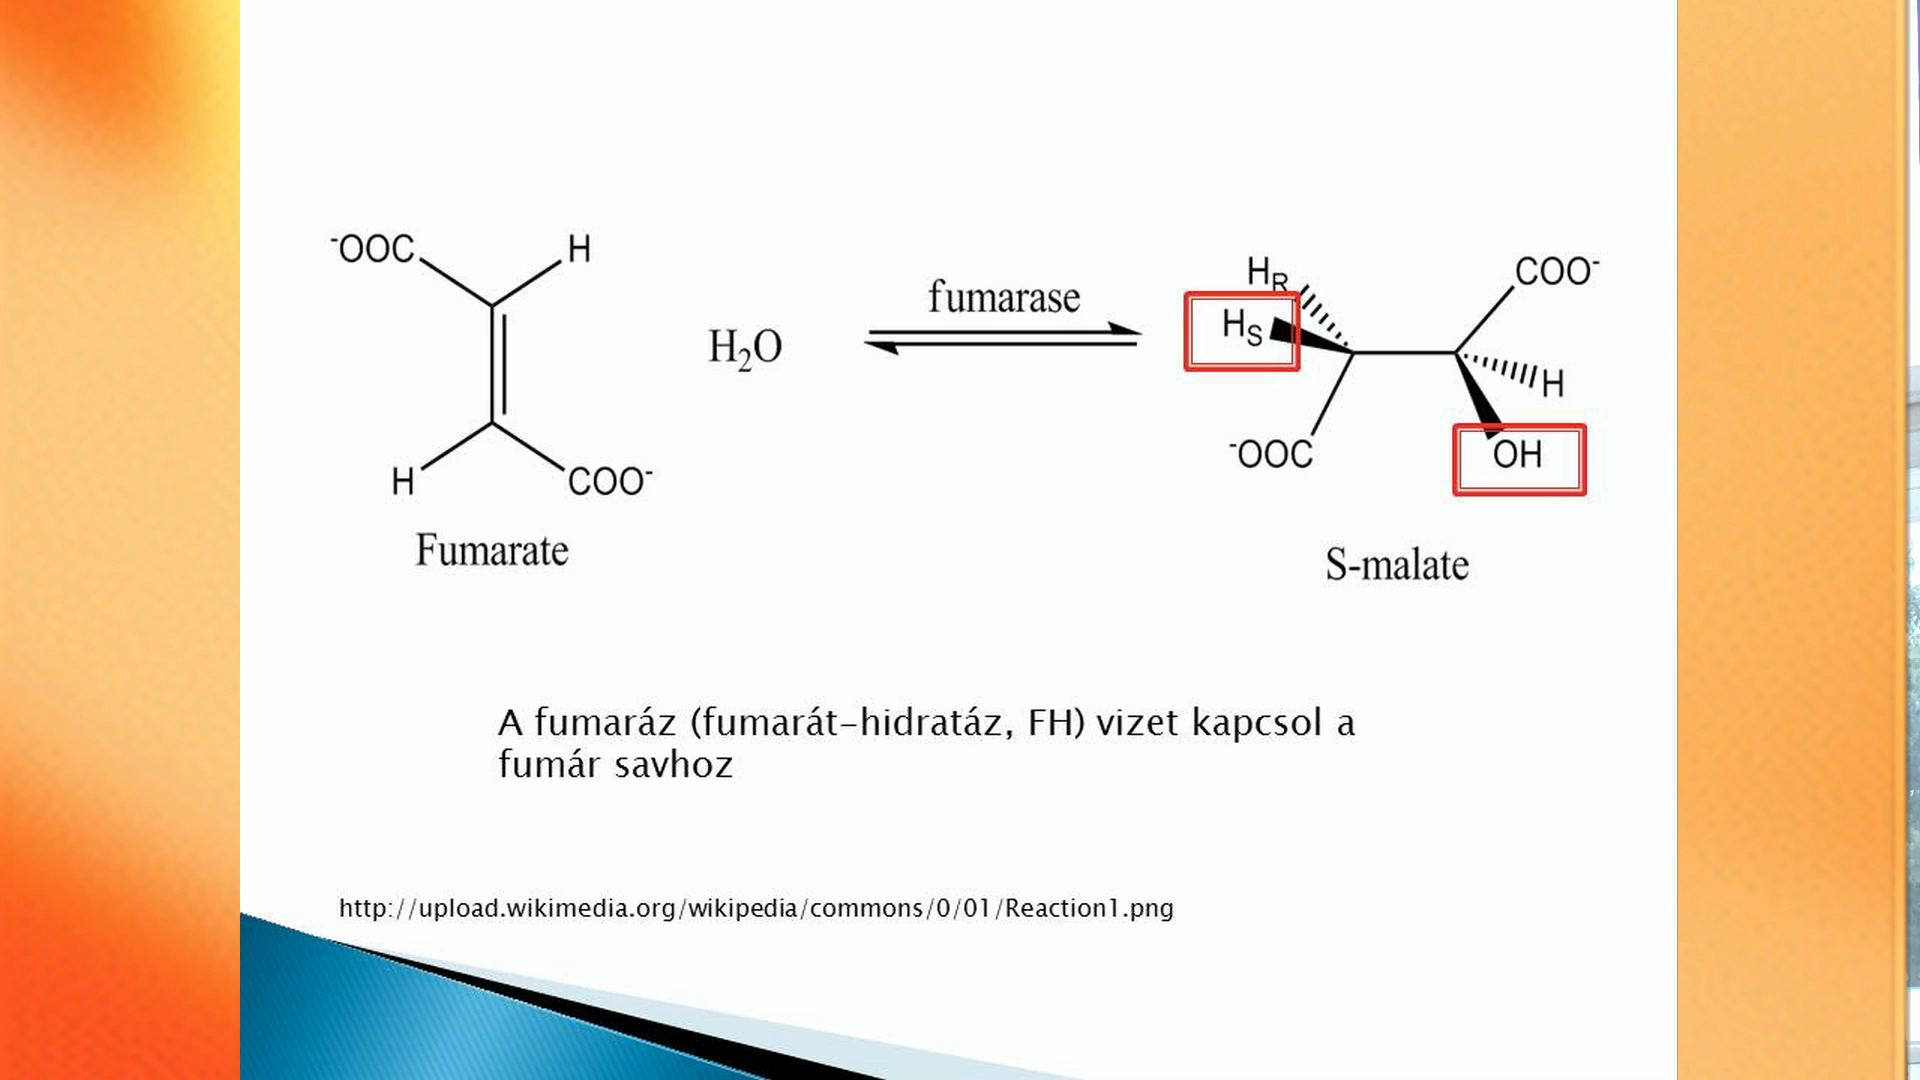 ⁻OOC H
H COO⁻
Fumarate
H₂O
fumarase
H_R
H_S
COO⁻
H
⁻OOC
OH
S-malate
A fumaráz (fumarát-hidratáz, FH) vizet kapcsol a
fumár savhoz
http://upload.wikimedia.org/wikipedia/commons/0/01/Reaction1.png